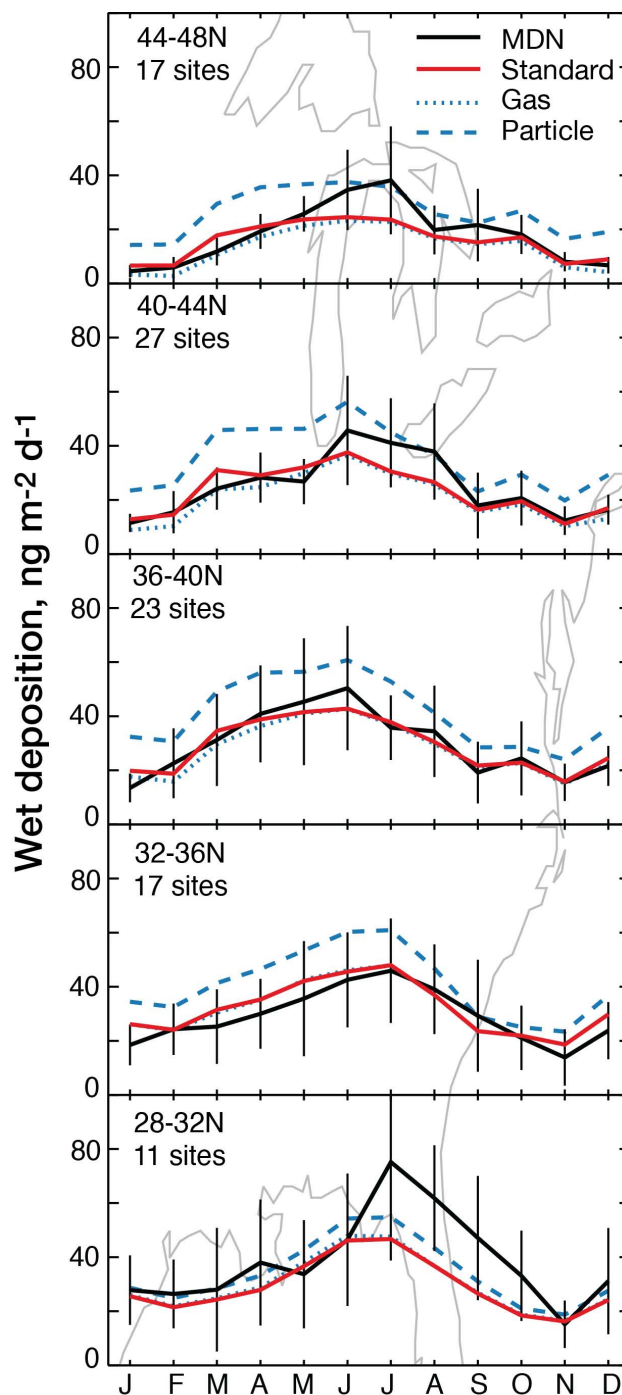 Wet deposition, ng m-2 d-1
44-48N
17 sites
MDN
Standard
Gas
Particle
80
40
0
40-44N
27 sites
80
40
0
36-40N
23 sites
80
40
0
32-36N
17 sites
80
40
0
28-32N
11 sites
80
40
0
J F M A M J J A S O N D